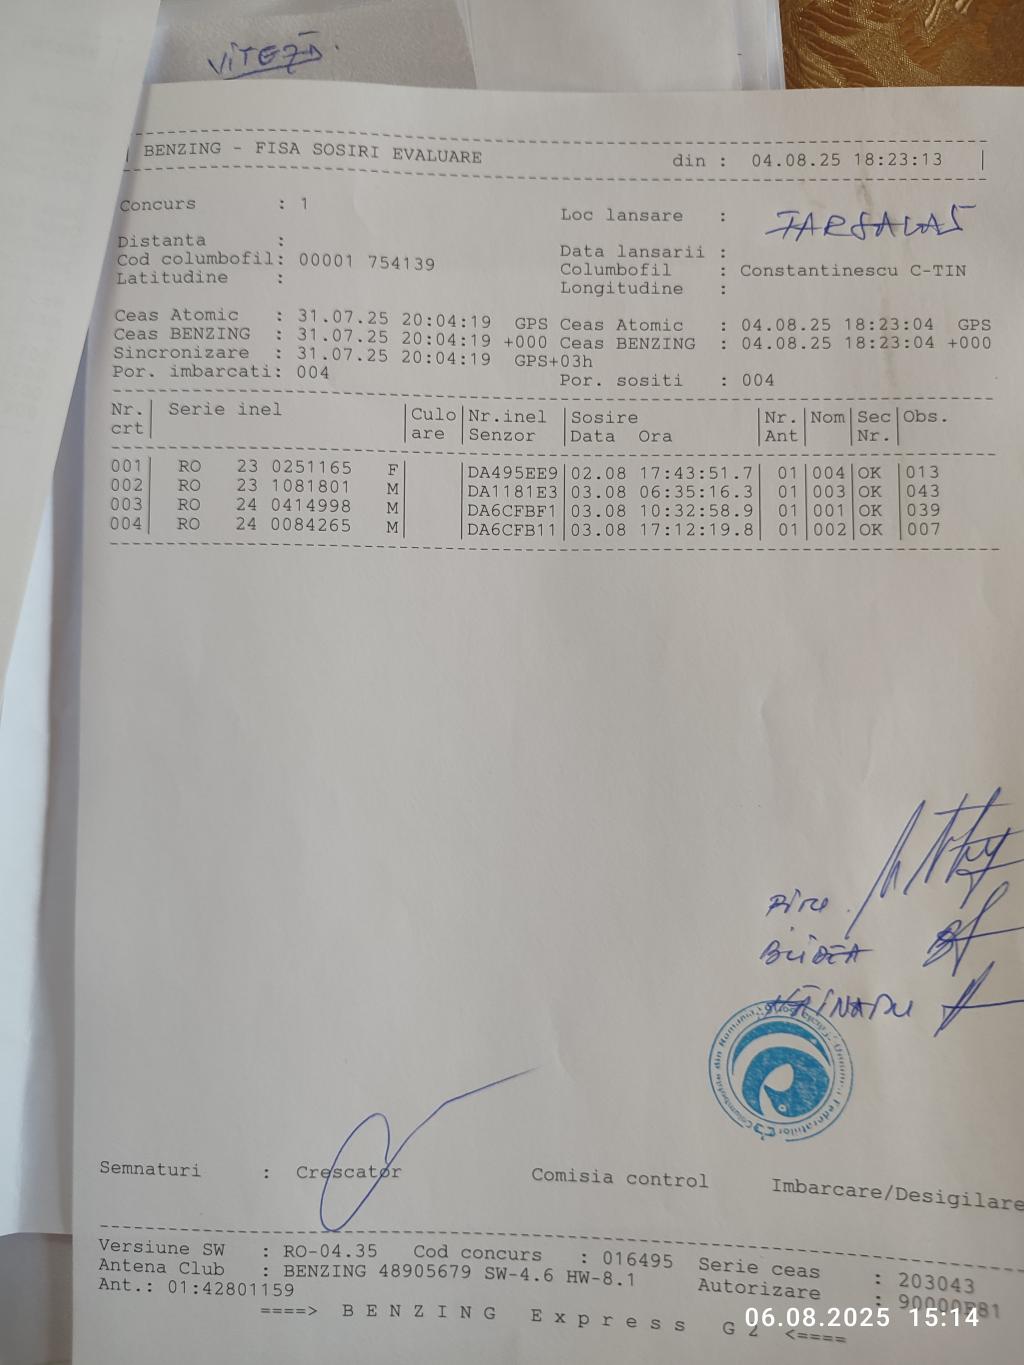 VITEZĂ
BENZING - FISA SOSIRI EVALUARE din : 04.08.25 18:23:13
Concurs : 1
Loc lansare : FARSALAS
Distanta :
Data lansarii :
Cod columbofil: 00001 754139
Columbofil : Constantinescu C-TIN
Latitudine :
Longitudine :
Ceas Atomic : 31.07.25 20:04:19 GPS Ceas Atomic : 04.08.25 18:23:04 GPS
Ceas BENZING : 31.07.25 20:04:19 +000 Ceas BENZING : 04.08.25 18:23:04 +000
Sincronizare : 31.07.25 20:04:19 GPS+03h
Por. imbarcati: 004
Por. sositi : 004
Nr. crt | Serie inel | Culoare | Nr.inel Senzor | Sosire Data Ora | Nr. Ant | Nom | Sec Nr. | Obs.
001| RO 23 0251165 F| |DA495EE9|02.08 17:43:51.7| 01|004|OK |013
002| RO 23 1081801 M| |DA1181E3|03.08 06:35:16.3| 01|003|OK |043
003| RO 24 0414998 M| |DA6CFBF1|03.08 10:32:58.9| 01|001|OK |039
004| RO 24 0084265 M| |DA6CFB11|03.08 17:12:19.8| 01|002|OK |007
BUDEA
Semnaturi : Crescator Comisia control Imbarcare/Desigilare
Versiune SW : RO-04.35 Cod concurs : 016495 Serie ceas : 203043
Antena Club : BENZING 48905679 SW-4.6 HW-8.1 Autorizare :
Ant.: 01:42801159
====> B E N Z I N G E x p r e s s G 2 <====
06.08.2025 15:14